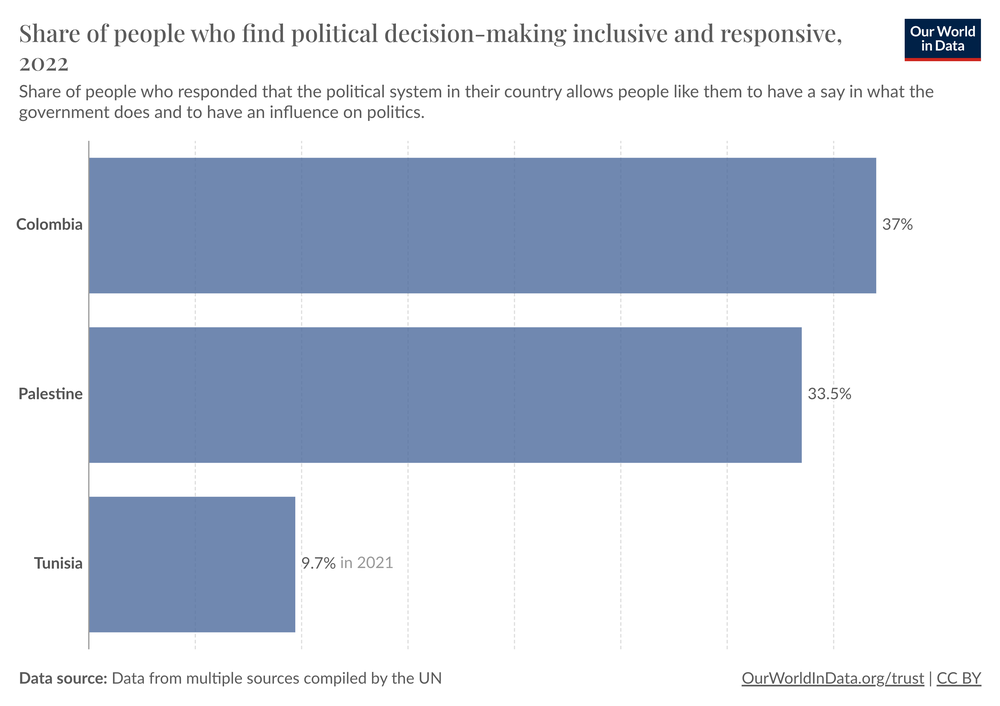 Share of people who find political decision-making inclusive and responsive,
2022
Our World
in Data
Share of people who responded that the political system in their country allows people like them to have a say in what the
government does and to have an influence on politics.
Colombia
37%
Palestine
33.5%
Tunisia
9.7% in 2021
Data source: Data from multiple sources compiled by the UN
OurWorldInData.org/trust | CC BY